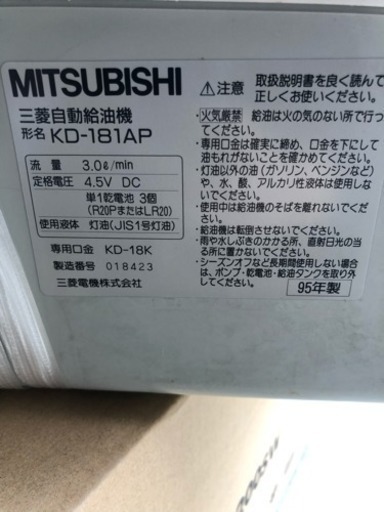 MITSUBISHI
三菱自動給油機
形名 KD-181AP
流量 3.0ℓ/min
定格電圧 4.5V DC
単1乾電池 3個
(R20PまたはLR20)
使用液体 灯油(JIS1号灯油)
専用口金 KD-18K
製造番号 018423
三菱電機株式会社
⚠注意 取扱説明書を良く読んで
正しくお使いください。
・火気厳禁 給油は火の気のない所で行っ
てください。
・専用口金は確実に締め、口金を下にして
油もれがないことを確かめてください。
・灯油以外の油(ガソリン、ベンジンなど)
や、水、酸、アルカリ性液体は使用しな
いでください。
・使用中は給油機のそばを離れないでくだ
さい。
・給油機は転倒させないでください。
・雨や水しぶきのかかる所、直射日光の当
る所に置かないでください。
・シーズンオフなど長期間使用しない場合
は、ポンプ・乾電池・給油タンクを取り外
してください。
95年製